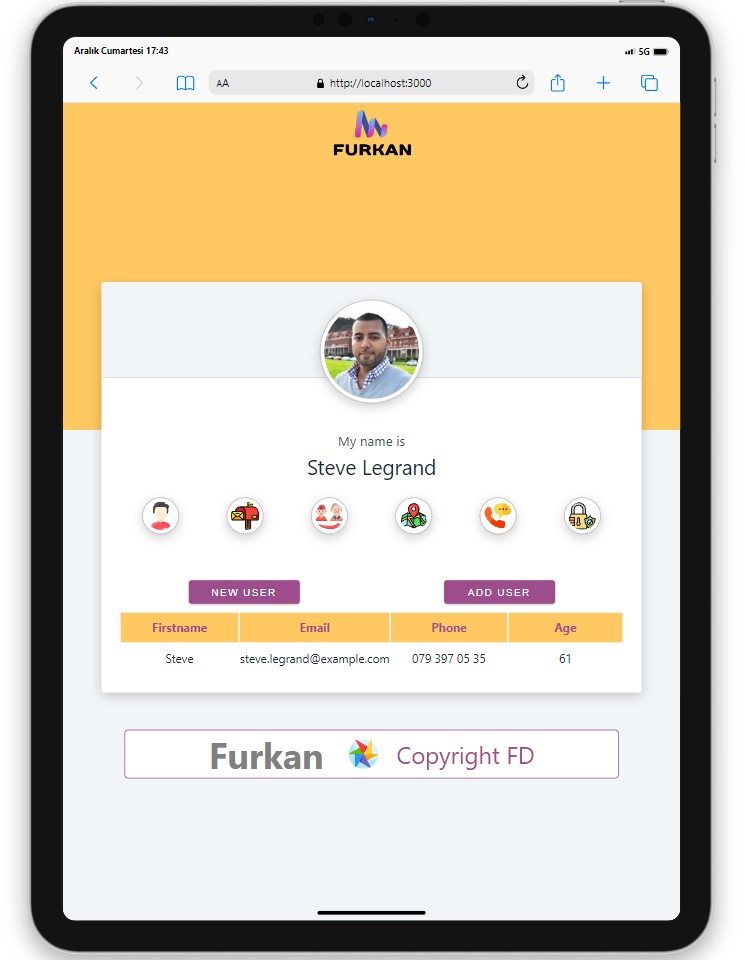 Aralık Cumartesi 17:43
5G
AA
http://localhost:3000
FURKAN
My name is
Steve Legrand
NEW USER
ADD USER
Firstname Email Phone Age
Steve steve.legrand@example.com 079 397 05 35 61
Furkan Copyright FD